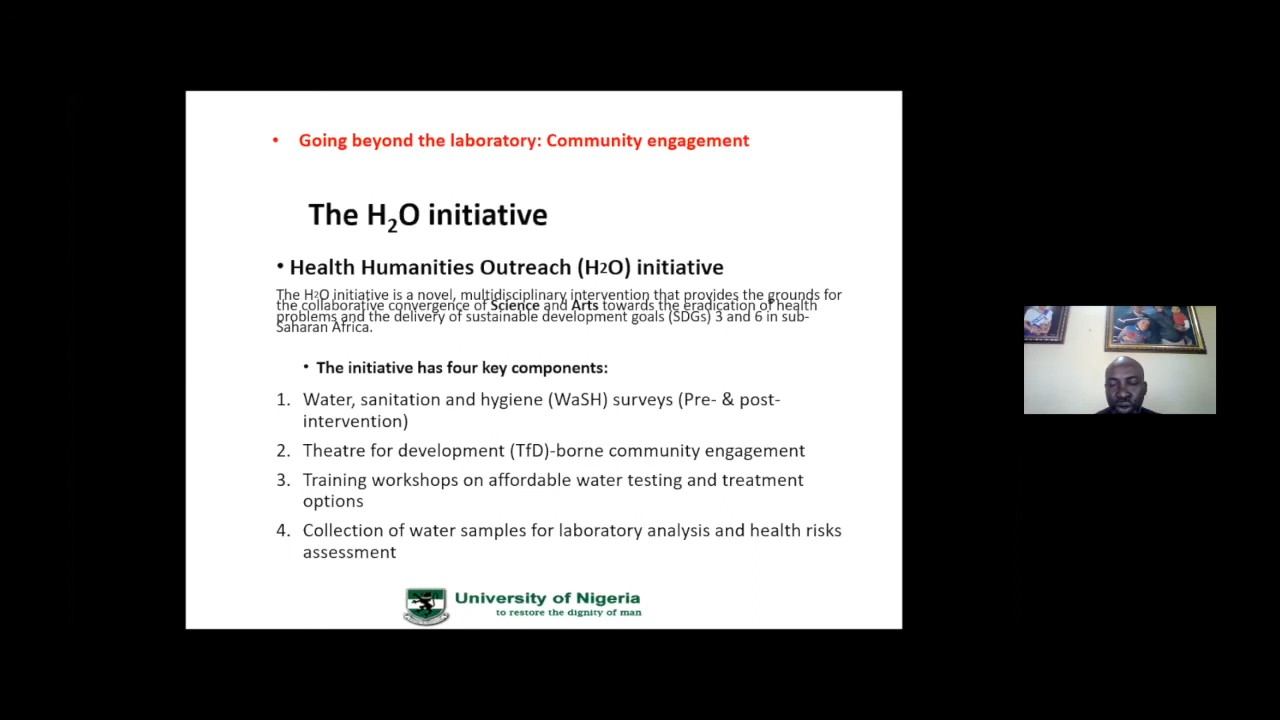 • Going beyond the laboratory: Community engagement
The H₂O initiative
• Health Humanities Outreach (H2O) initiative
The H2O initiative is a novel, multidisciplinary intervention that provides the grounds for
the collaborative convergence of Science and Arts towards the eradication of health
problems and the delivery of sustainable development goals (SDGs) 3 and 6 in sub-
Saharan Africa.
• The initiative has four key components:
1. Water, sanitation and hygiene (WaSH) surveys (Pre- & post-
intervention)
2. Theatre for development (TfD)-borne community engagement
3. Training workshops on affordable water testing and treatment
options
4. Collection of water samples for laboratory analysis and health risks
assessment
University of Nigeria
to restore the dignity of man